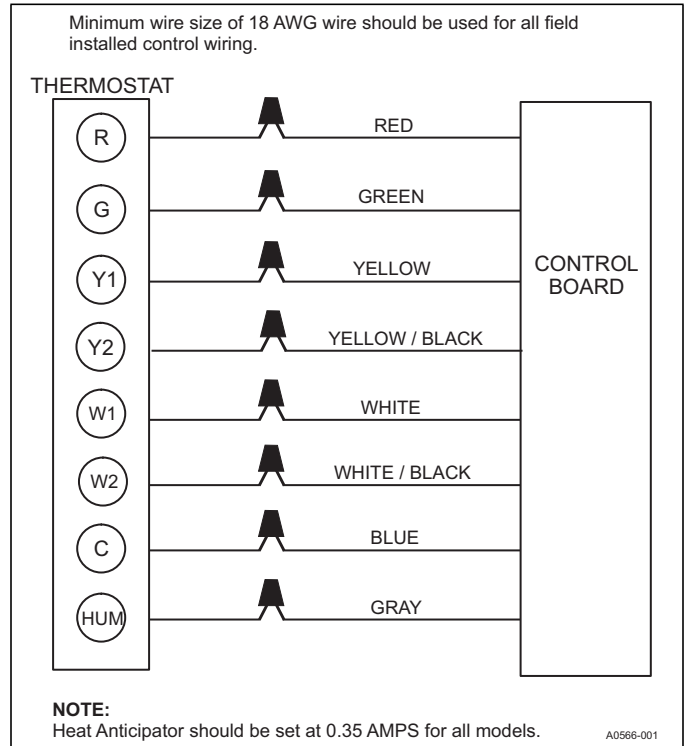 Minimum wire size of 18 AWG wire should be used for all field
installed control wiring.
THERMOSTAT
R
RED
G
GREEN
Y1
YELLOW
CONTROL
BOARD
Y2
YELLOW / BLACK
W1
WHITE
W2
WHITE / BLACK
C
BLUE
HUM
GRAY
NOTE:
Heat Anticipator should be set at 0.35 AMPS for all models.
A0566-001